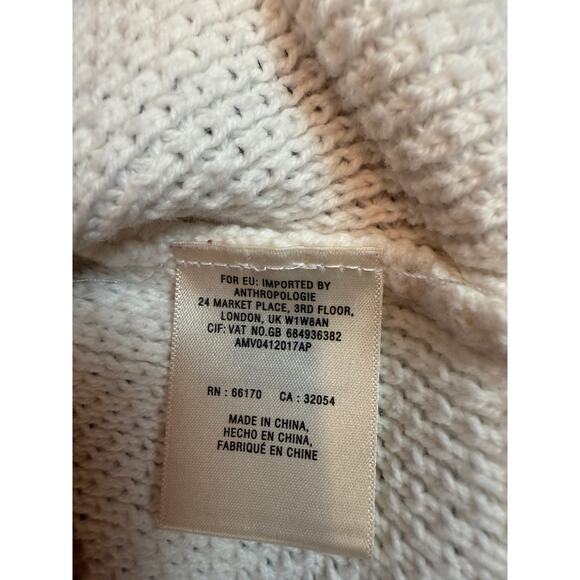 FOR EU: IMPORTED BY
ANTHROPOLOGIE
24 MARKET PLACE, 3RD FLOOR,
LONDON, UK W1W8AN
CIF: VAT NO.GB 684936382
AMV0412017AP
RN : 66170 CA : 32054
MADE IN CHINA,
HECHO EN CHINA,
FABRIQUÉ EN CHINE